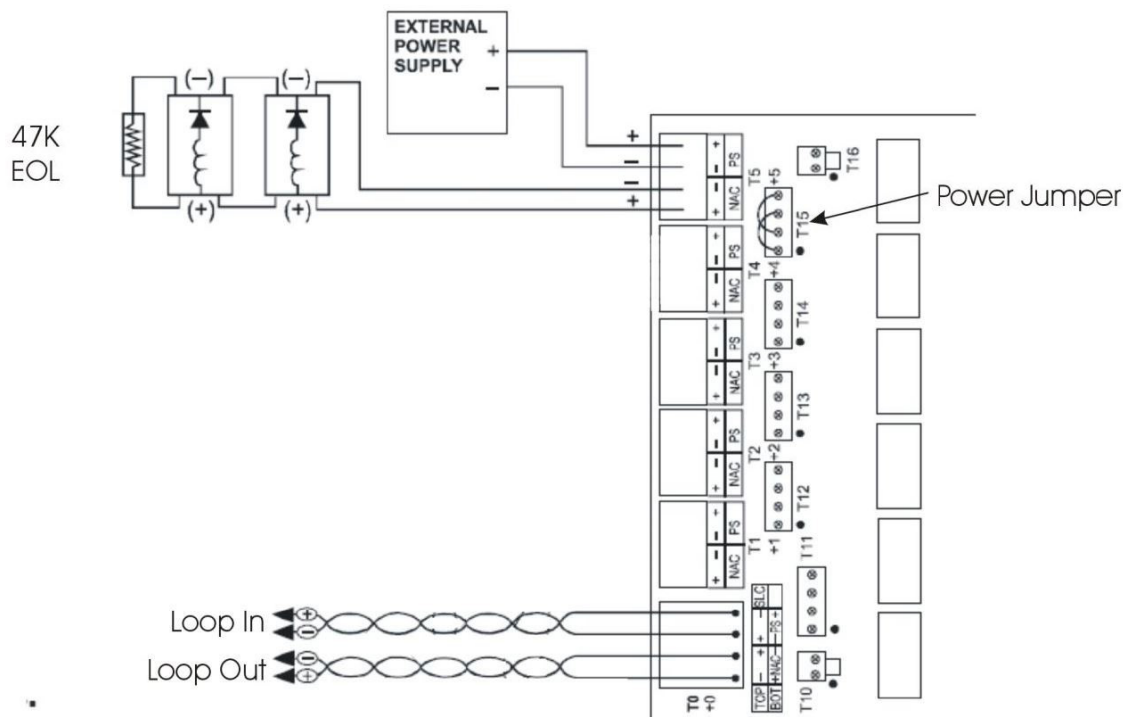 EXTERNAL
POWER
SUPPLY
+
−
(−)
(−)
47K
EOL
(+)
(+)
+
−
−
+
+ − PS
− + NAC
T5 +5
T15
T16
Power Jumper
+ − PS
− + NAC
T4 +4
T14
+ − PS
− + NAC
T3 +3
T13
+ − PS
− + NAC
T2 +2
T12
+ − PS
− + NAC
T1 +1
T11
Loop In
+
−
Loop Out
−
+
TOP − + + − SLC
BOT +NAC− −PS+
T0 +0
T10